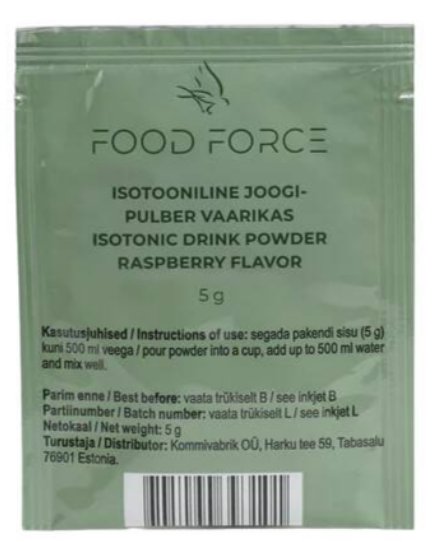 FOOD FORCE
ISOTOONILINE JOOGI-
PULBER VAARIKAS
ISOTONIC DRINK POWDER
RASPBERRY FLAVOR
5 g
Kasutusjuhised / Instructions of use: segada pakendi sisu (5 g)
kuni 500 ml veega / pour powder into a cup, add up to 500 ml water
and mix well.
Parim enne / Best before: vaata trükiselt B / see inkjet B
Partiinumber / Batch number: vaata trükiselt L / see inkjet L
Netokaal / Net weight: 5 g
Turustaja / Distributor: Kommivabrik OÜ, Harku tee 59, Tabasalu
76901 Estonia.